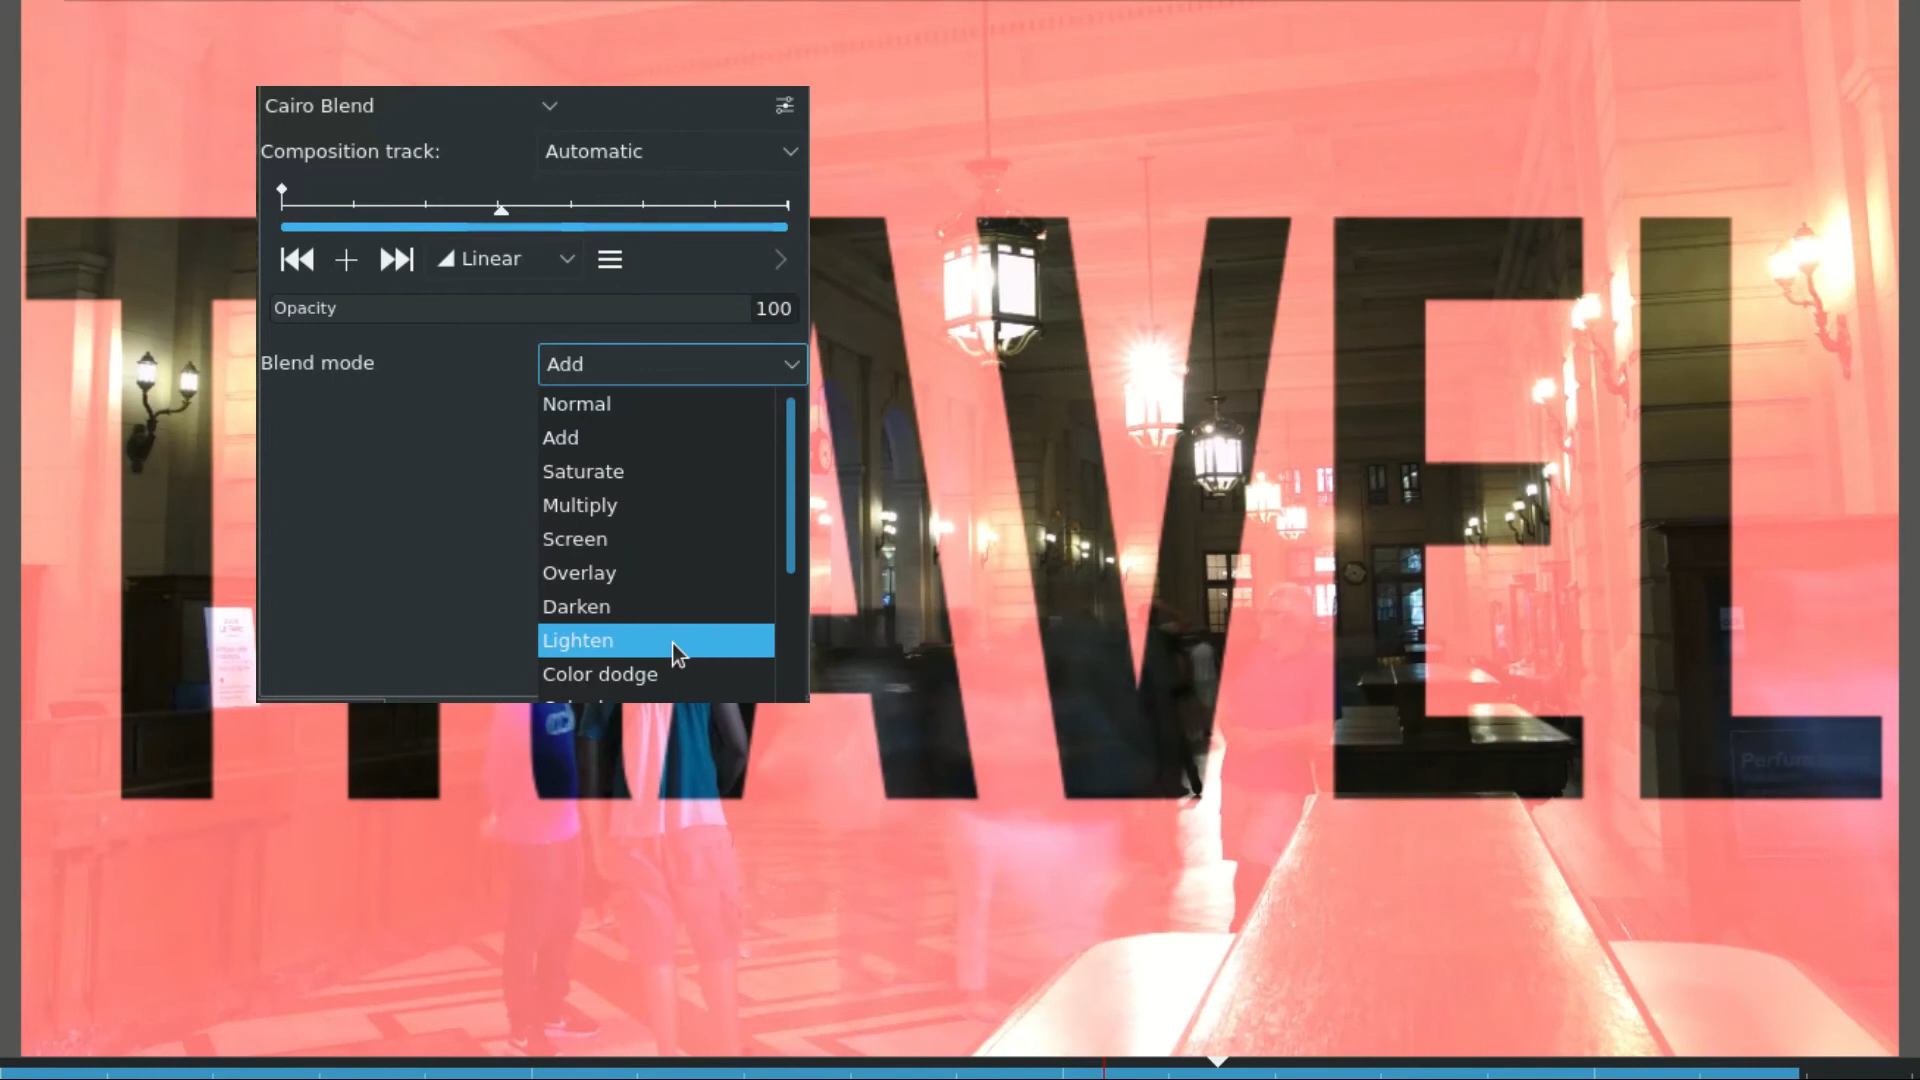 Cairo Blend
Composition track: Automatic
Linear
Opacity 100
Blend mode Add
Normal
Add
Saturate
Multiply
Screen
Overlay
Darken
Lighten
Color dodge
TRAVEL